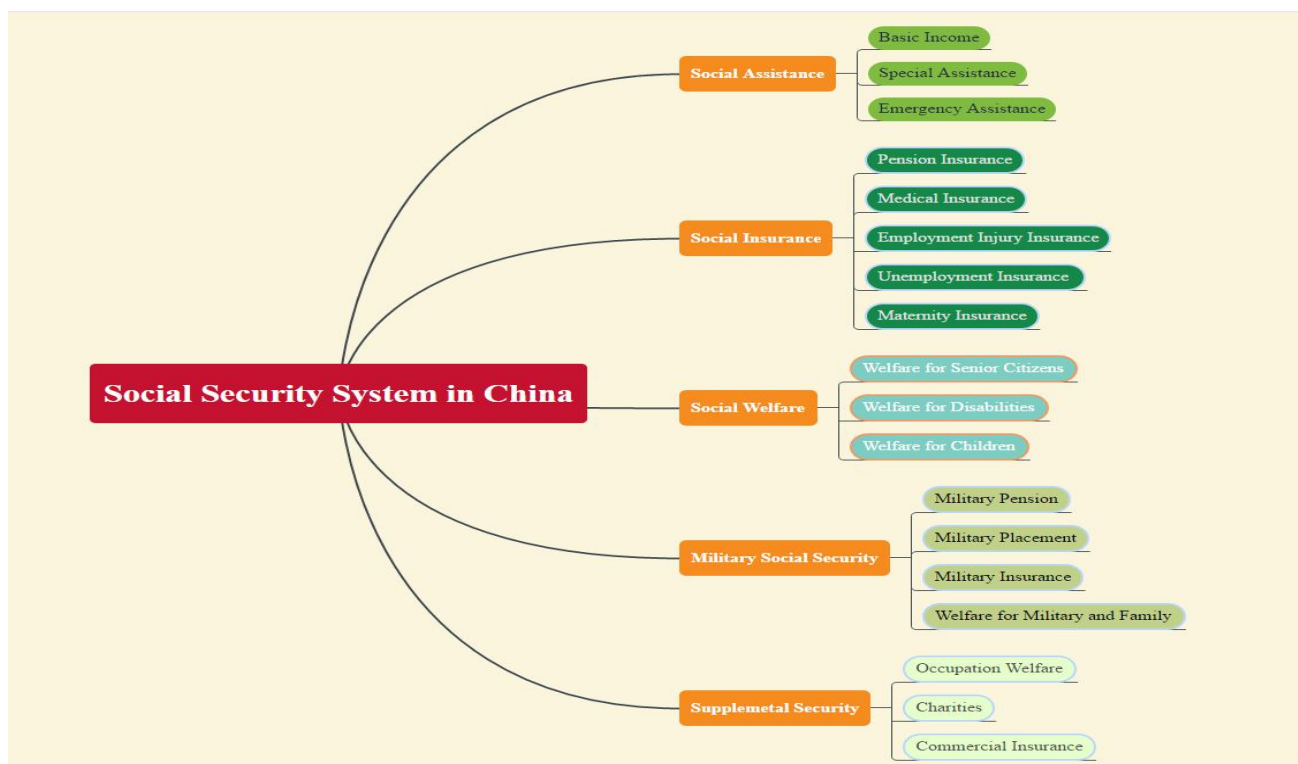 Social Security System in China
Social Assistance
Basic Income
Special Assistance
Emergency Assistance
Social Insurance
Pension Insurance
Medical Insurance
Employment Injury Insurance
Unemployment Insurance
Maternity Insurance
Social Welfare
Welfare for Senior Citizens
Welfare for Disabilities
Welfare for Children
Military Social Security
Military Pension
Military Placement
Military Insurance
Welfare for Military and Family
Supplemetal Security
Occupation Welfare
Charities
Commercial Insurance